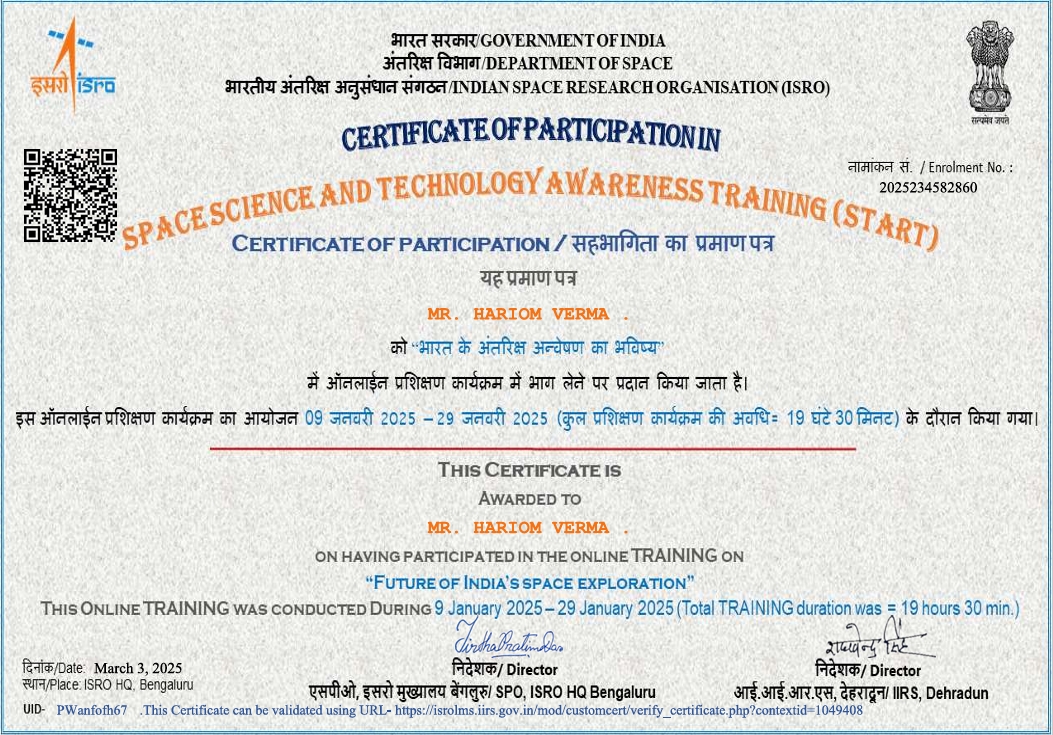 इसरो isro
भारत सरकार/GOVERNMENT OF INDIA
अंतरिक्ष विभाग/DEPARTMENT OF SPACE
भारतीय अंतरिक्ष अनुसंधान संगठन/INDIAN SPACE RESEARCH ORGANISATION (ISRO)
सत्यमेव जयते
CERTIFICATE OF PARTICIPATION IN
नामांकन सं. / Enrolment No. :
2025234582860
SPACE SCIENCE AND TECHNOLOGY AWARENESS TRAINING (START)
CERTIFICATE OF PARTICIPATION / सहभागिता का प्रमाण पत्र
यह प्रमाण पत्र
MR. HARIOM VERMA .
को “भारत के अंतरिक्ष अन्वेषण का भविष्य”
में ऑनलाईन प्रशिक्षण कार्यक्रम में भाग लेने पर प्रदान किया जाता है।
इस ऑनलाईन प्रशिक्षण कार्यक्रम का आयोजन 09 जनवरी 2025 – 29 जनवरी 2025 (कुल प्रशिक्षण कार्यक्रम की अवधि= 19 घंटे 30 मिनट) के दौरान किया गया।
THIS CERTIFICATE IS
AWARDED TO
MR. HARIOM VERMA .
ON HAVING PARTICIPATED IN THE ONLINE TRAINING ON
“FUTURE OF INDIA'S SPACE EXPLORATION”
THIS ONLINE TRAINING WAS CONDUCTED DURING 9 January 2025 – 29 January 2025 (Total TRAINING duration was = 19 hours 30 min.)
TirthaPratimDas
राघवेन्द्र सिंह
दिनांक/Date: March 3, 2025
निदेशक/ Director
निदेशक/ Director
स्थान/Place: ISRO HQ, Bengaluru
एसपीओ, इसरो मुख्यालय बेंगलुरु/ SPO, ISRO HQ Bengaluru
आई.आई.आर.एस, देहरादून/ IIRS, Dehradun
UID- PWanfofh67 .This Certificate can be validated using URL- https://isrolms.iirs.gov.in/mod/customcert/verify_certificate.php?contextid=1049408